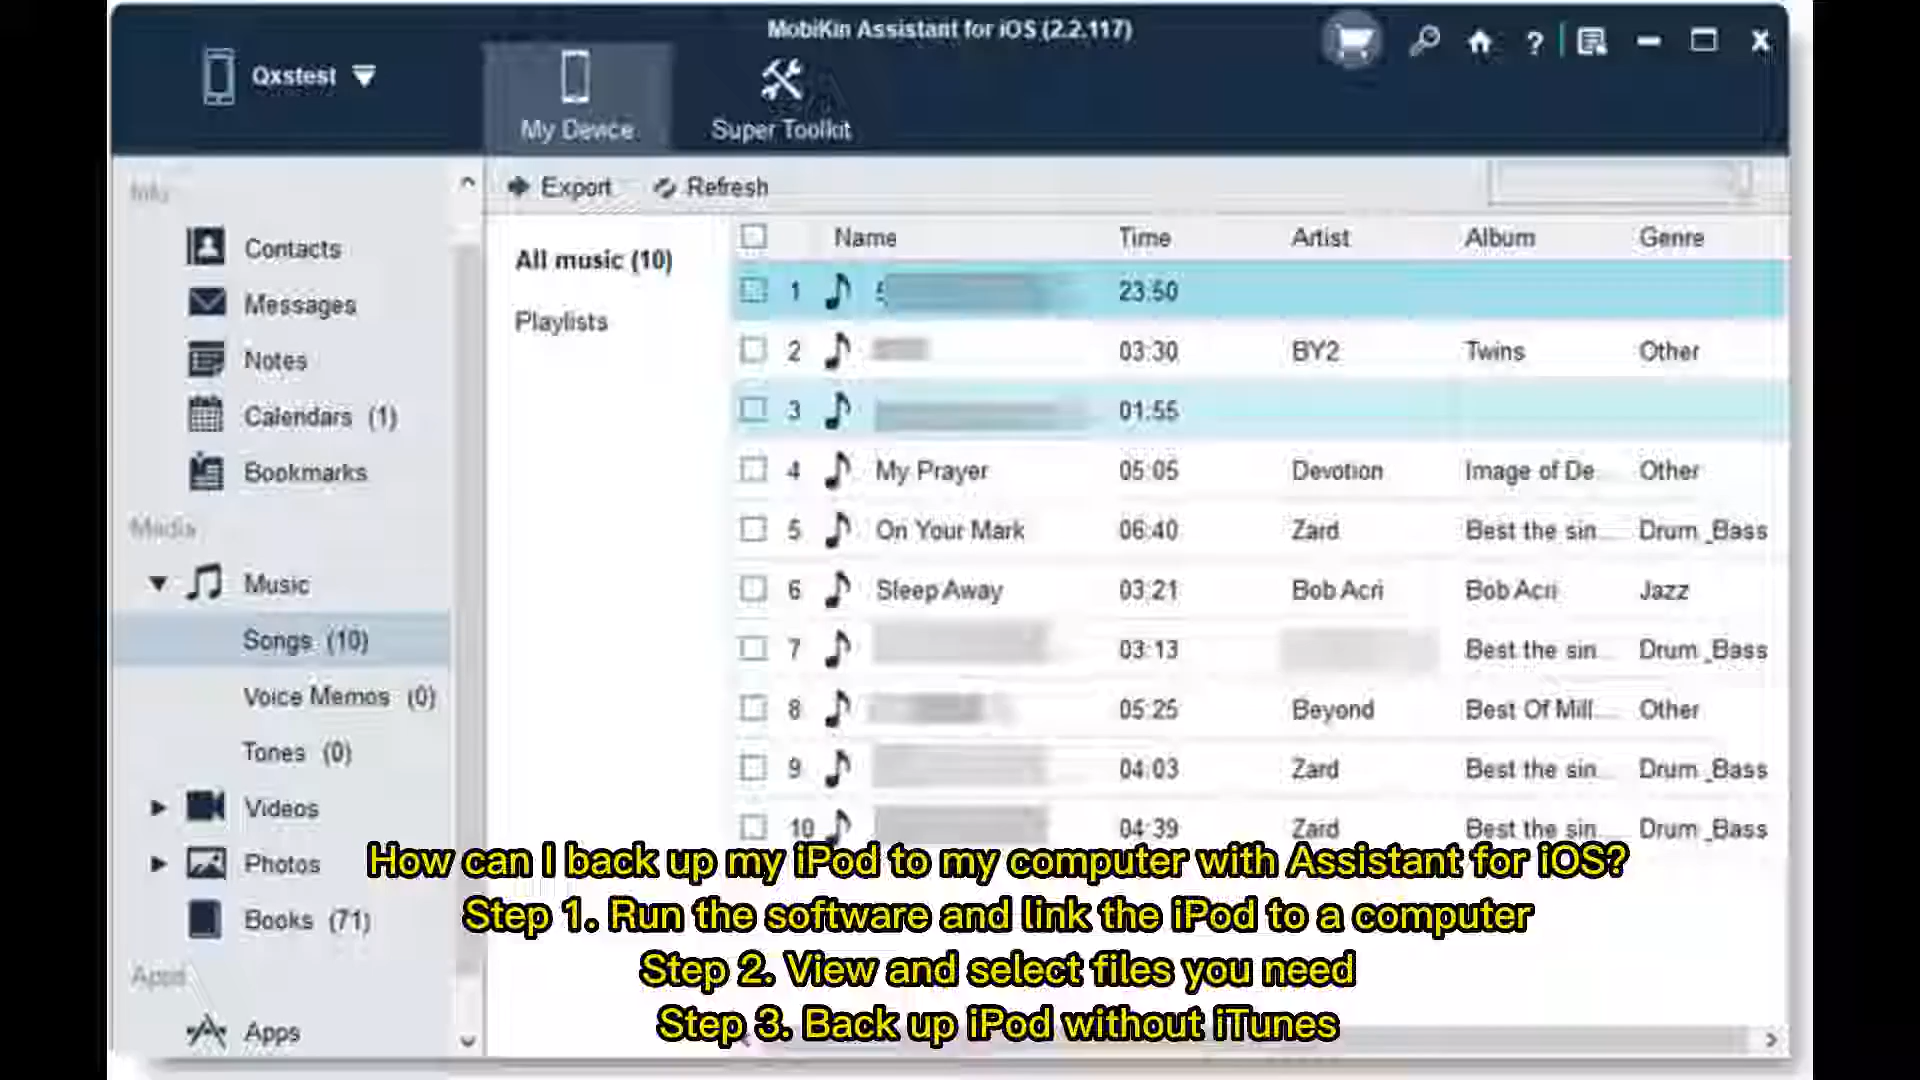 MobiKin Assistant for iOS (2.2.117)
Qxstest
My Device
Super Toolkit
?
Info
Contacts
Messages
Notes
Calendars (1)
Bookmarks
Media
Music
Songs (10)
Voice Memos (0)
Tones (0)
Videos
Photos
Books (71)
Apps
Apps
Export Refresh
All music (10)
Playlists
Name Time Artist Album Genre
1 23:50
2 03:30 BY2 Twins Other
3 01:55
4 My Prayer 05:05 Devotion Image of De... Other
5 On Your Mark 06:40 Zard Best the sin... Drum_Bass
6 Sleep Away 03:21 Bob Acri Bob Acri Jazz
7 03:13 Best the sin... Drum_Bass
8 05:25 Beyond Best Of Mill... Other
9 04:03 Zard Best the sin... Drum_Bass
10 04:39 Zard Best the sin... Drum_Bass
How can I back up my iPod to my computer with Assistant for iOS?
Step 1. Run the software and link the iPod to a computer
Step 2. View and select files you need
Step 3. Back up iPod without iTunes